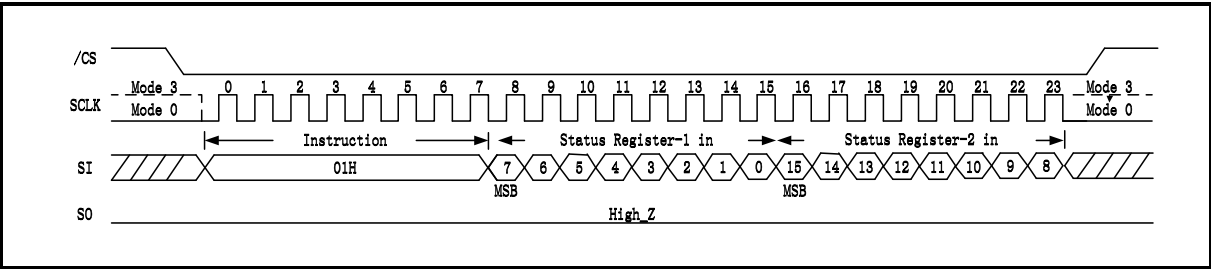 /CS
Mode 3 0 1 2 3 4 5 6 7 8 9 10 11 12 13 14 15 16 17 18 19 20 21 22 23 Mode 3
SCLK
Mode 0 Mode 0
Instruction Status Register-1 in Status Register-2 in
SI 01H 7 6 5 4 3 2 1 0 15 14 13 12 11 10 9 8
MSB MSB
SO High_Z